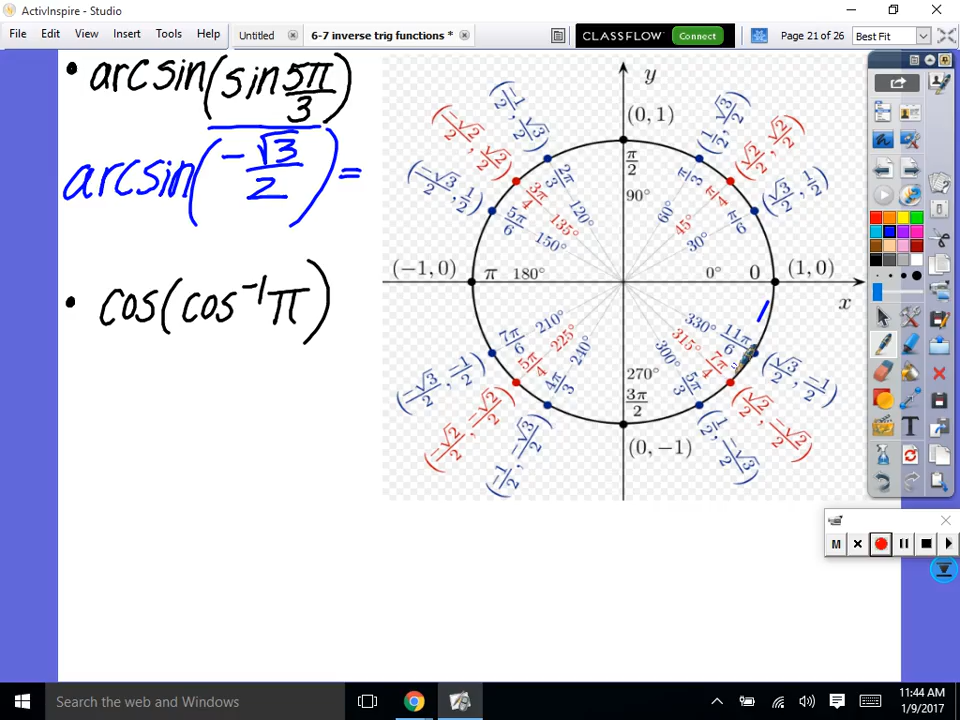 ActivInspire - Studio
File Edit View Insert Tools Help Untitled 6-7 inverse trig functions * CLASSFLOW Connect Page 21 of 26 Best Fit
• arcsin(sin 5π/3)
arcsin(-√3/2) =
• cos(cos⁻¹π)
y
x
(0, 1)
π/2
90°
(1/2, √3/2)
π/3
60°
(√2/2, √2/2)
π/4
45°
(√3/2, 1/2)
π/6
30°
(1, 0)
0
0°
(-1/2, √3/2)
2π/3
120°
(-√2/2, √2/2)
3π/4
135°
(-√3/2, 1/2)
5π/6
150°
(-1, 0)
π
180°
(-√3/2, -1/2)
7π/6
210°
(-√2/2, -√2/2)
5π/4
225°
(-1/2, -√3/2)
4π/3
240°
270°
3π/2
(0, -1)
(1/2, -√3/2)
5π/3
300°
(√2/2, -√2/2)
7π/4
315°
(√3/2, -1/2)
11π/6
330°
M
Search the web and Windows
11:44 AM
1/9/2017